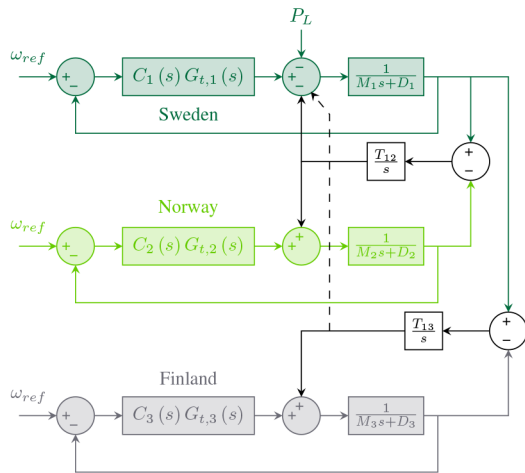 P_L
ω_ref + − C_1 (s) G_{t,1} (s) − + − 1/(M_1 s+D_1)
Sweden
T_12/s + −
Norway
ω_ref + − C_2 (s) G_{t,2} (s) + + 1/(M_2 s+D_2)
T_13/s + −
Finland
ω_ref + − C_3 (s) G_{t,3} (s) + + 1/(M_3 s+D_3)